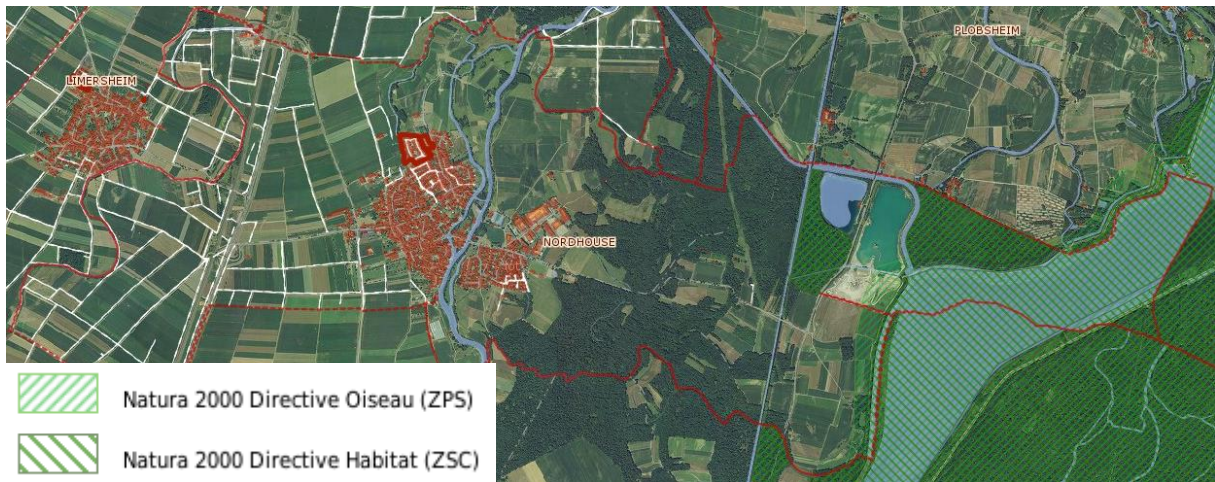 PLOBSHEIM
LIMERSHEIM
NORDHOUSE
Natura 2000 Directive Oiseau (ZPS)
Natura 2000 Directive Habitat (ZSC)